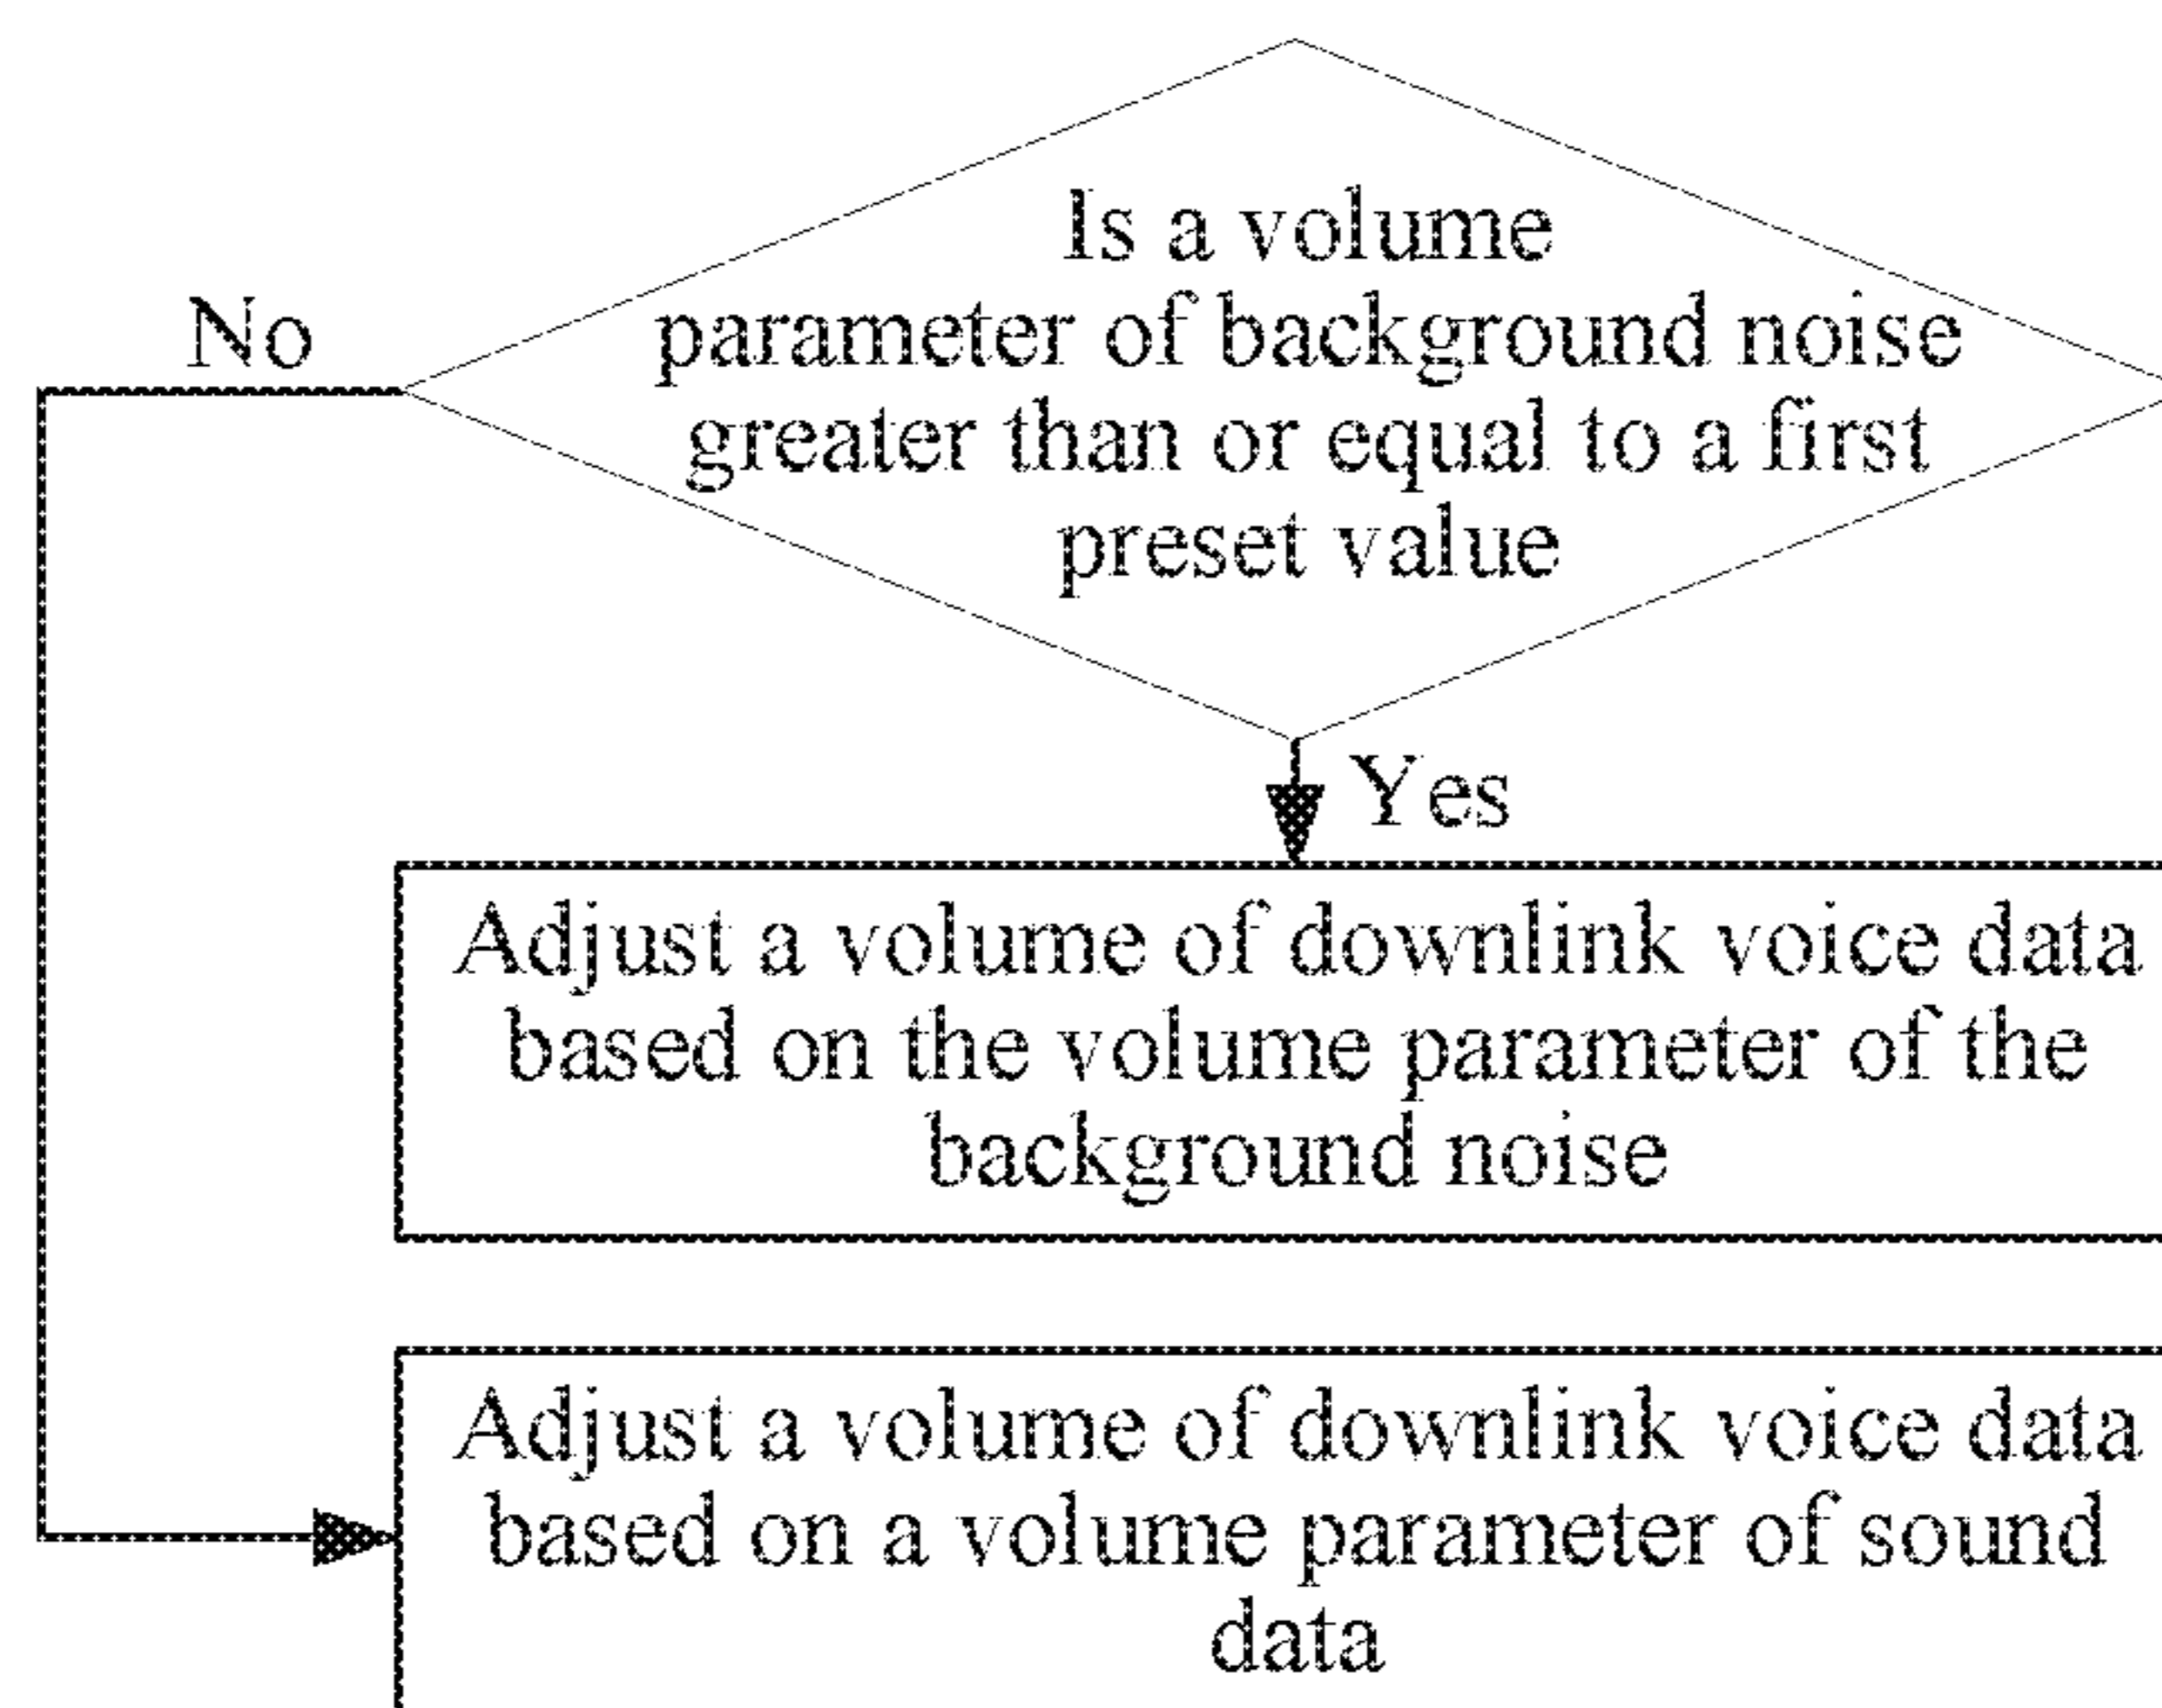 Is a volume
parameter of background noise
greater than or equal to a first
preset value
No
Yes
Adjust a volume of downlink voice data
based on the volume parameter of the
background noise
Adjust a volume of downlink voice data
based on a volume parameter of sound
data